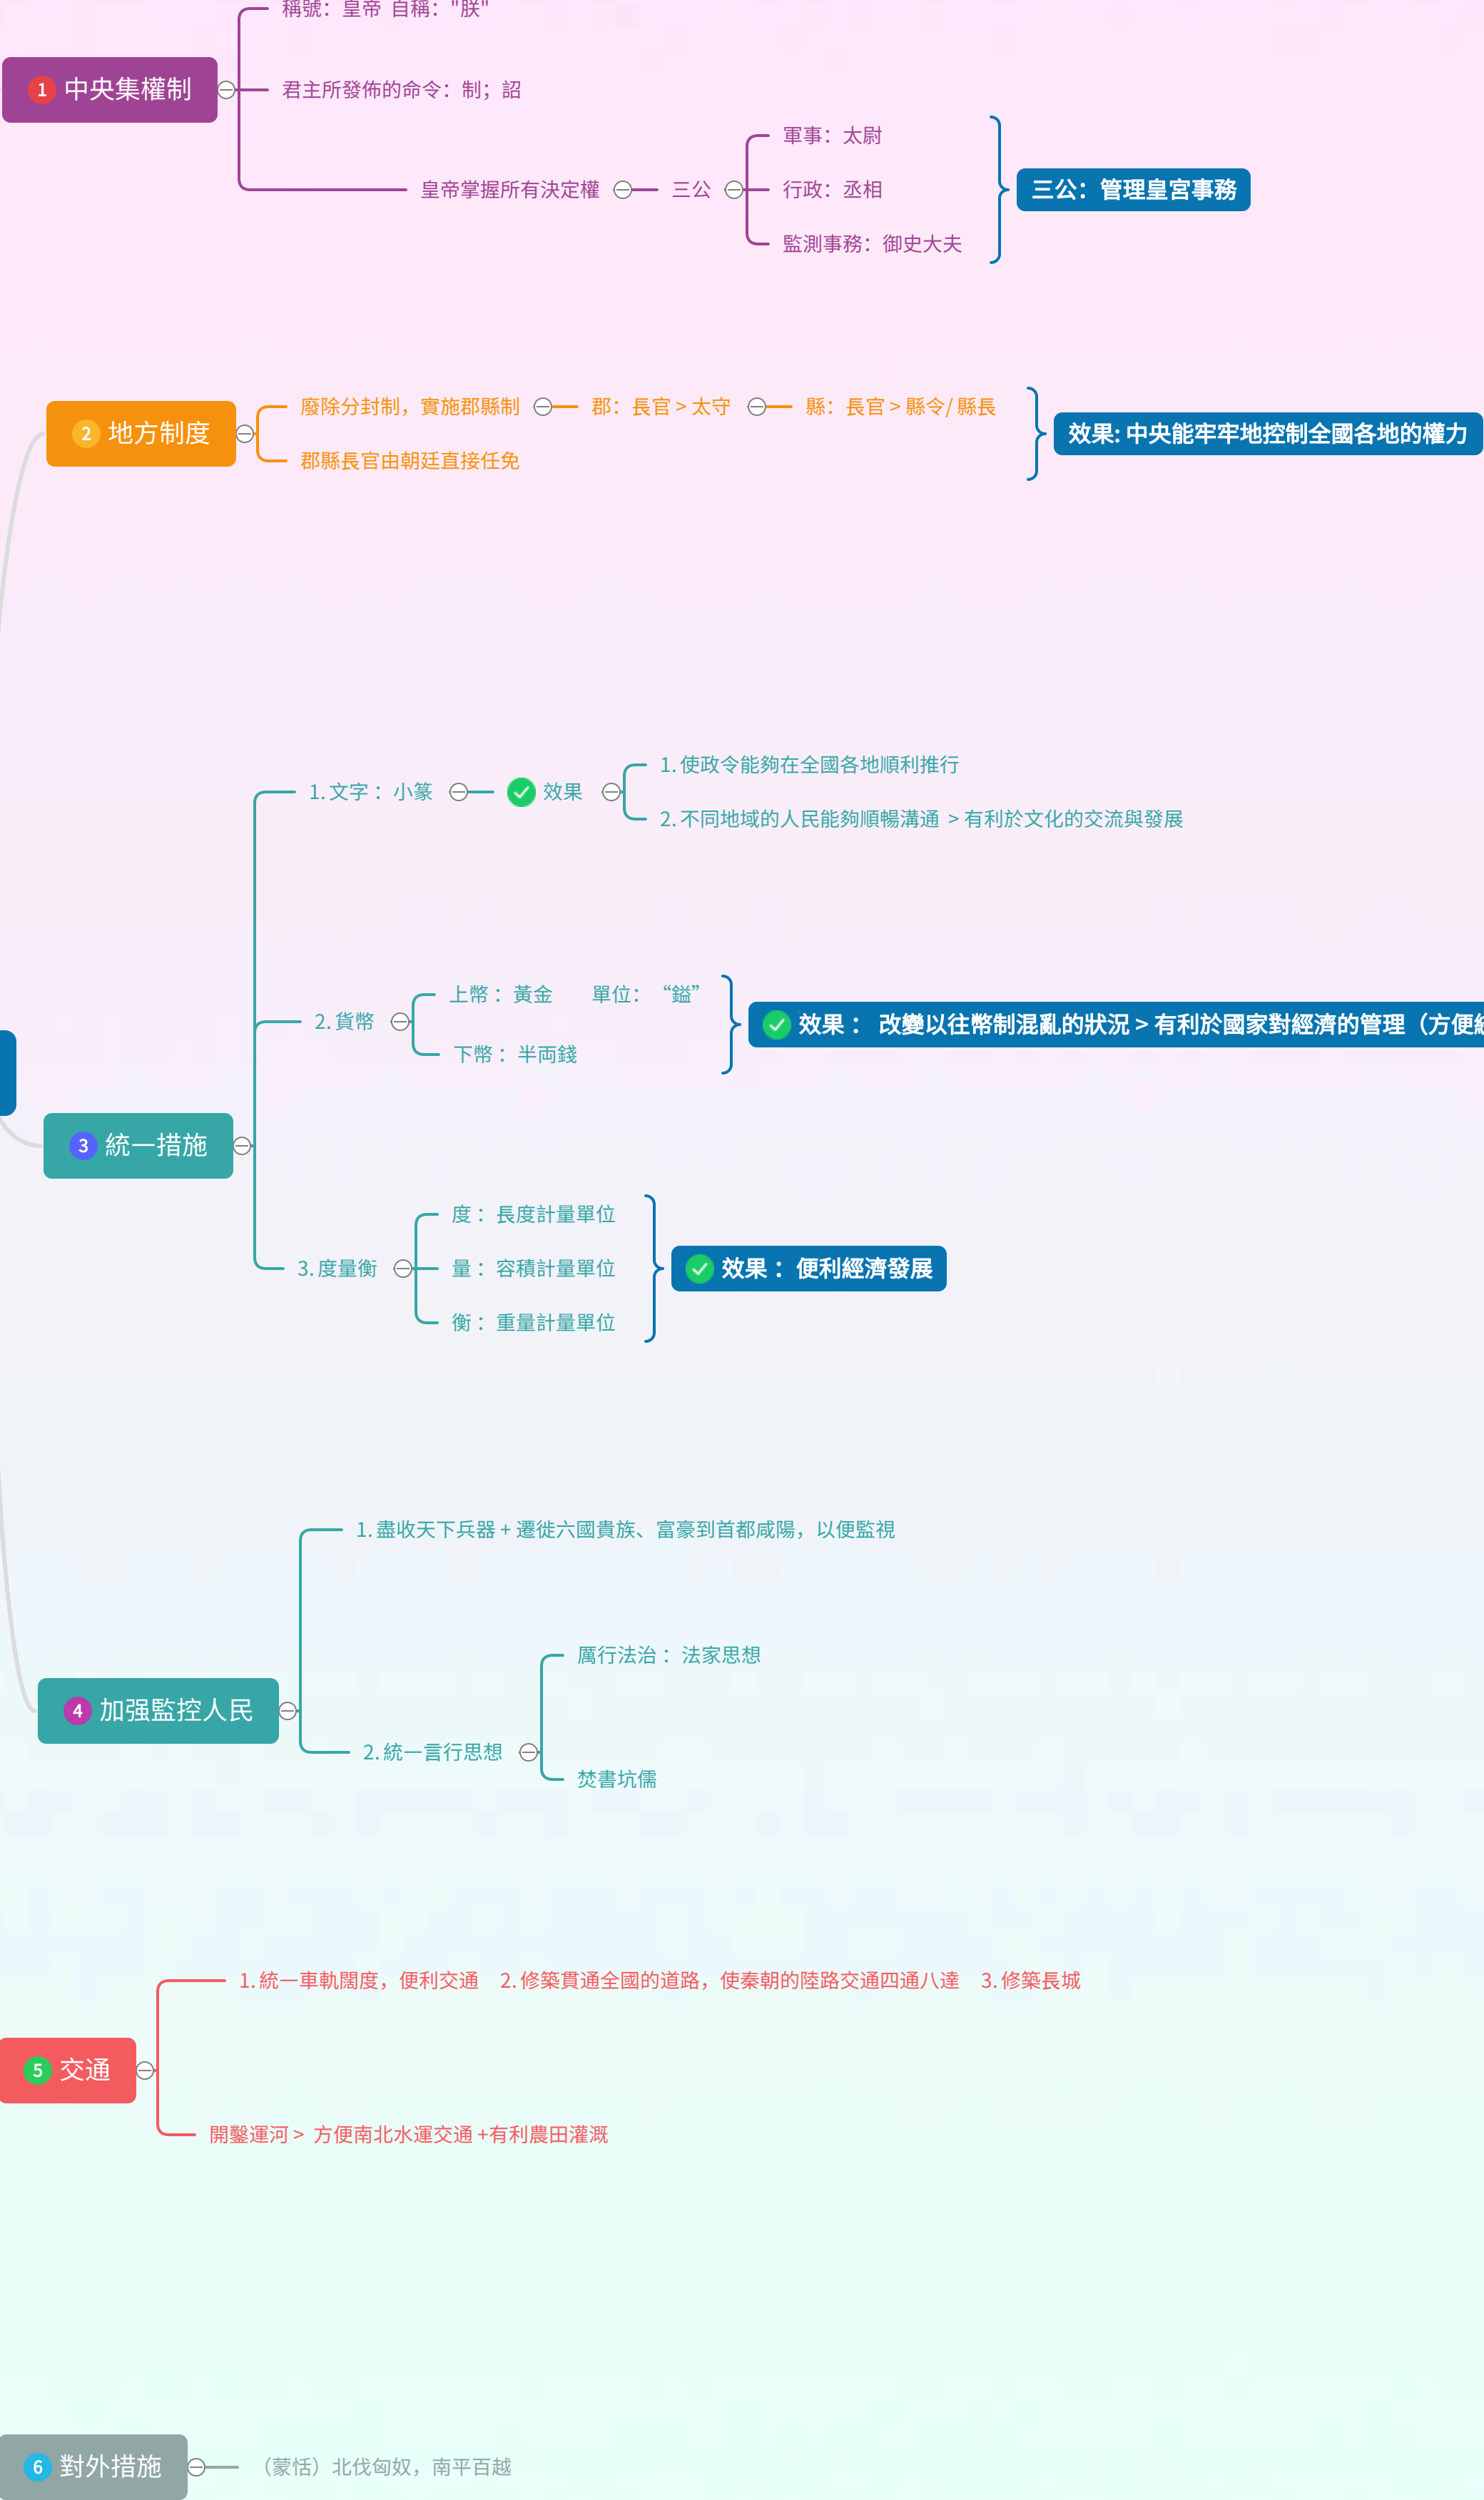 稱號：皇帝 自稱："朕"
1 中央集權制
君主所發佈的命令：制；詔
皇帝掌握所有決定權
三公
軍事：太尉
行政：丞相
監測事務：御史大夫
三公：管理皇宮事務
2 地方制度
廢除分封制，實施郡縣制
郡：長官 > 太守
縣：長官 > 縣令/ 縣長
郡縣長官由朝廷直接任免
效果: 中央能牢牢地控制全國各地的權力
3 統一措施
1. 文字 ：小篆
效果
1. 使政令能夠在全國各地順利推行
2. 不同地域的人民能夠順暢溝通 > 有利於文化的交流與發展
2. 貨幣
上幣 ：黃金 單位：“鎰”
下幣 ：半両錢
效果 ： 改變以往幣制混亂的狀況 > 有利於國家對經濟的管理（方便
3. 度量衡
度 ：長度計量單位
量 ：容積計量單位
衡 ：重量計量單位
效果 ：便利經濟發展
4 加强監控人民
1. 盡收天下兵器 + 遷徙六國貴族、富豪到首都咸陽，以便監視
2. 統一言行思想
厲行法治 ：法家思想
焚書坑儒
5 交通
1. 統一車軌闊度，便利交通 2. 修築貫通全國的道路，使秦朝的陸路交通四通八達 3. 修築長城
開鑿運河 > 方便南北水運交通 +有利農田灌溉
6 對外措施
（蒙恬）北伐匈奴，南平百越